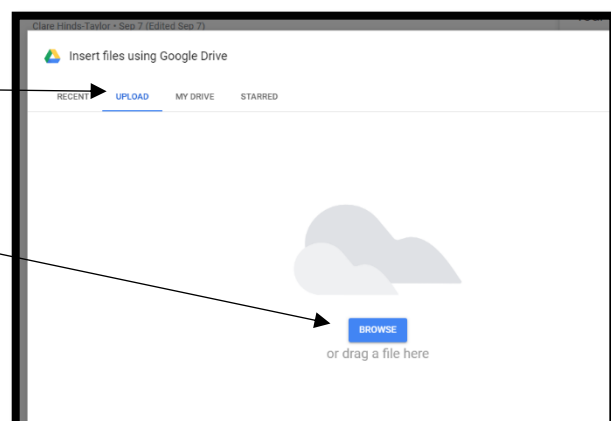 Clare Hinds-Taylor • Sep 7 (Edited Sep 7)
Insert files using Google Drive
RECENT UPLOAD MY DRIVE STARRED
BROWSE
or drag a file here